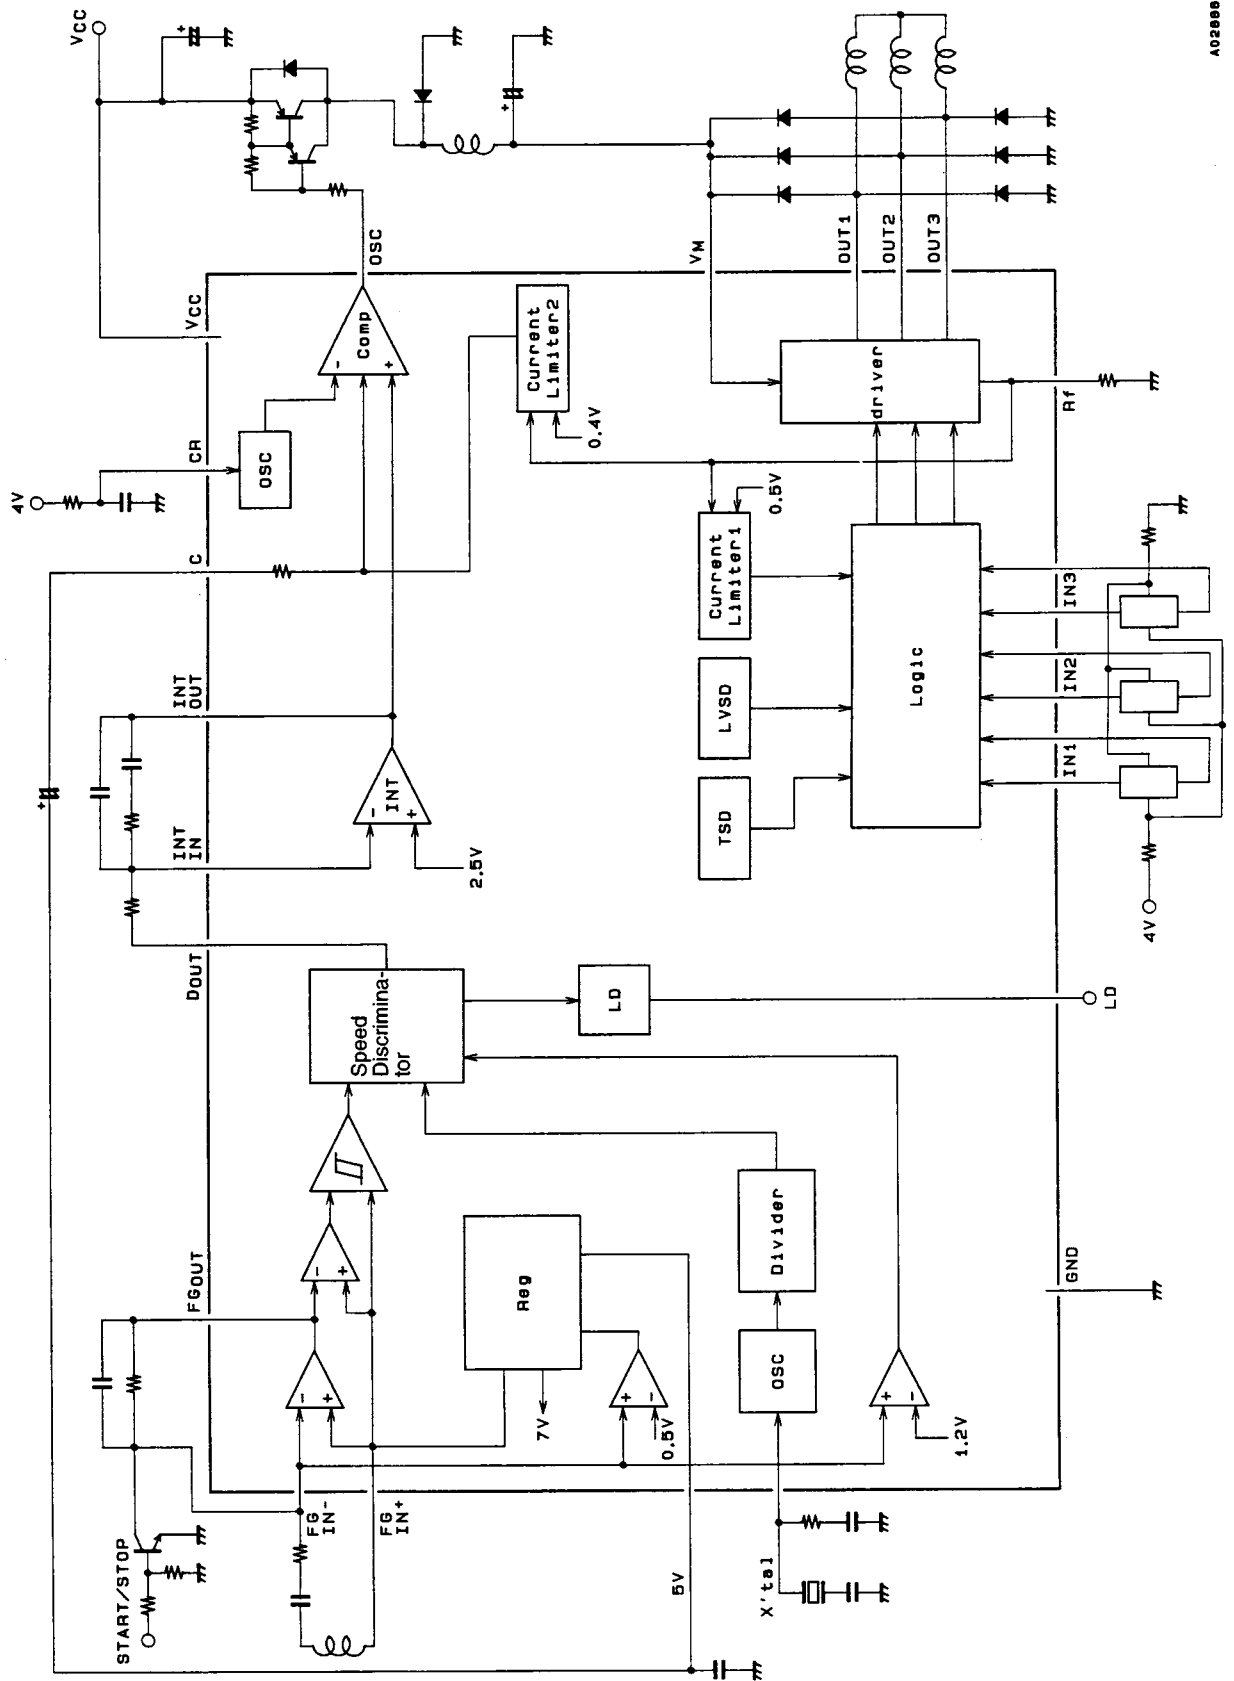 A02666
VCC
4V
VCC
CR
C
OSC
Comp
-
+
OSC
INT
OUT
INT
IN
INT
-
+
2.5V
Current
Limiter2
0.4V
VM
OUT1
OUT2
OUT3
driver
Rf
Current
Limiter1
0.5V
LVSD
TSD
Logic
IN3
IN2
IN1
4V
DOUT
Speed
Discrimina-
tor
LD
LD
FGOUT
-
+
-
+
Reg
7V
+
-
0.5V
Divider
OSC
+
-
1.2V
GND
START/STOP
FG
IN-
FG
IN+
5V
X'tal